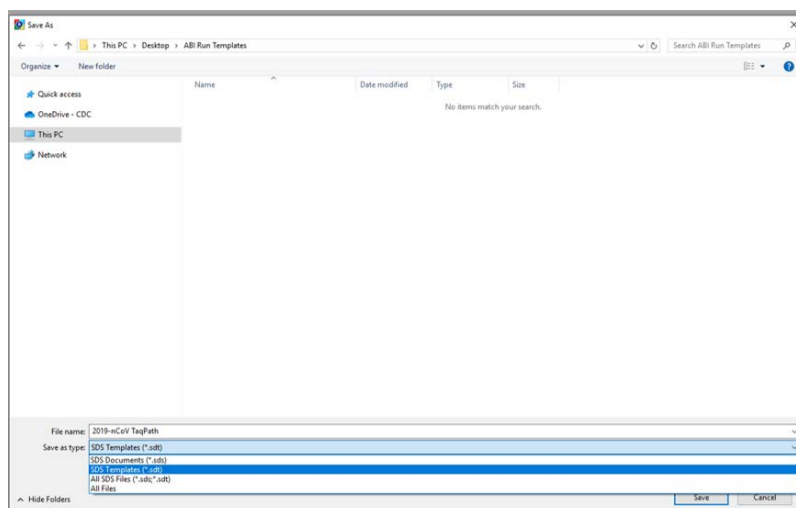 Save As
This PC > Desktop > ABI Run Templates
Search ABI Run Templates
Organize
New folder
Name
Date modified
Type
Size
Quick access
No items match your search.
OneDrive - CDC
This PC
Network
File name: 2019-nCoV TaqPath
Save as type: SDS Templates (*.sdt)
SDS Documents (*.sds)
SDS Templates (*.sdt)
All SDS Files (*.sds;*.sdt)
All Files
Hide Folders
Save
Cancel